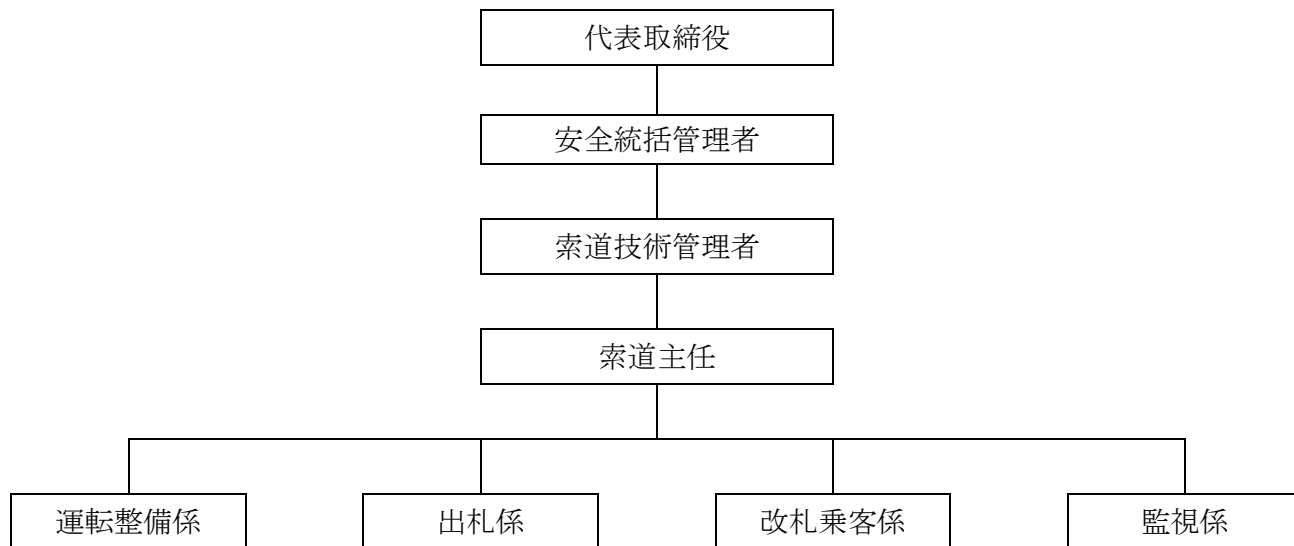 代表取締役
安全統括管理者
索道技術管理者
索道主任
運転整備係
出札係
改札乗客係
監視係